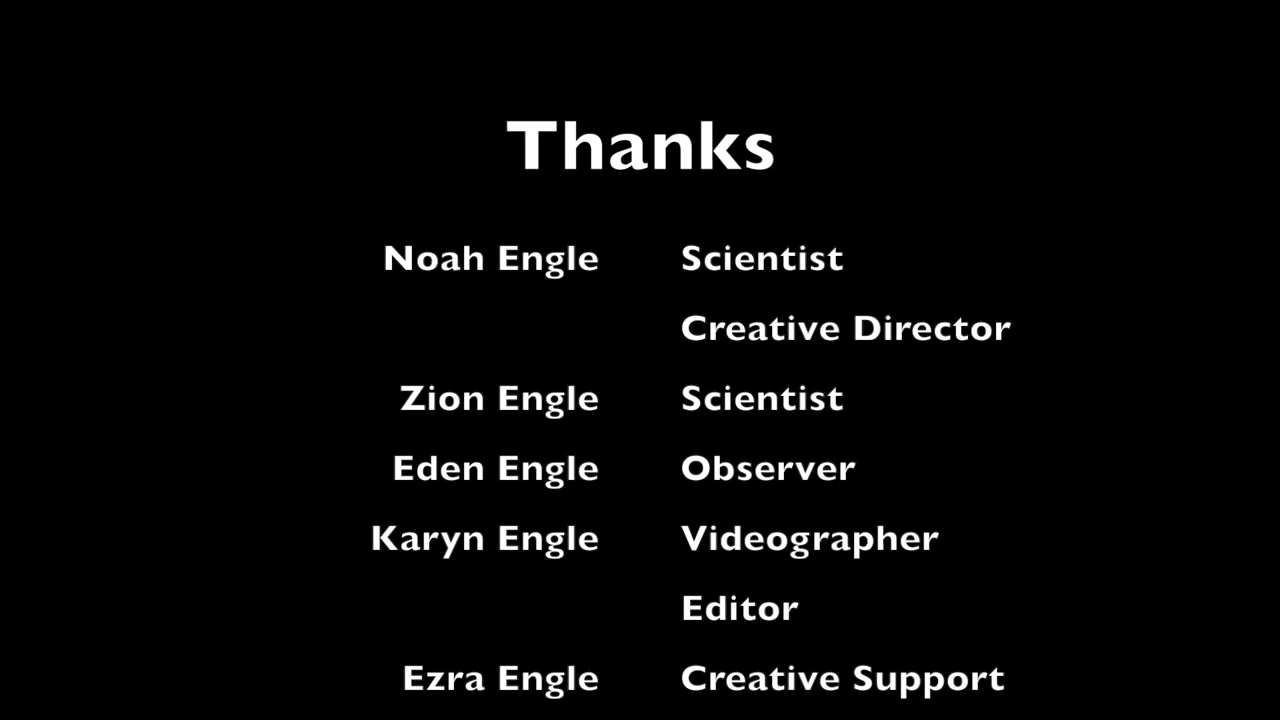 Thanks
Noah Engle Scientist
Creative Director
Zion Engle Scientist
Eden Engle Observer
Karyn Engle Videographer
Editor
Ezra Engle Creative Support